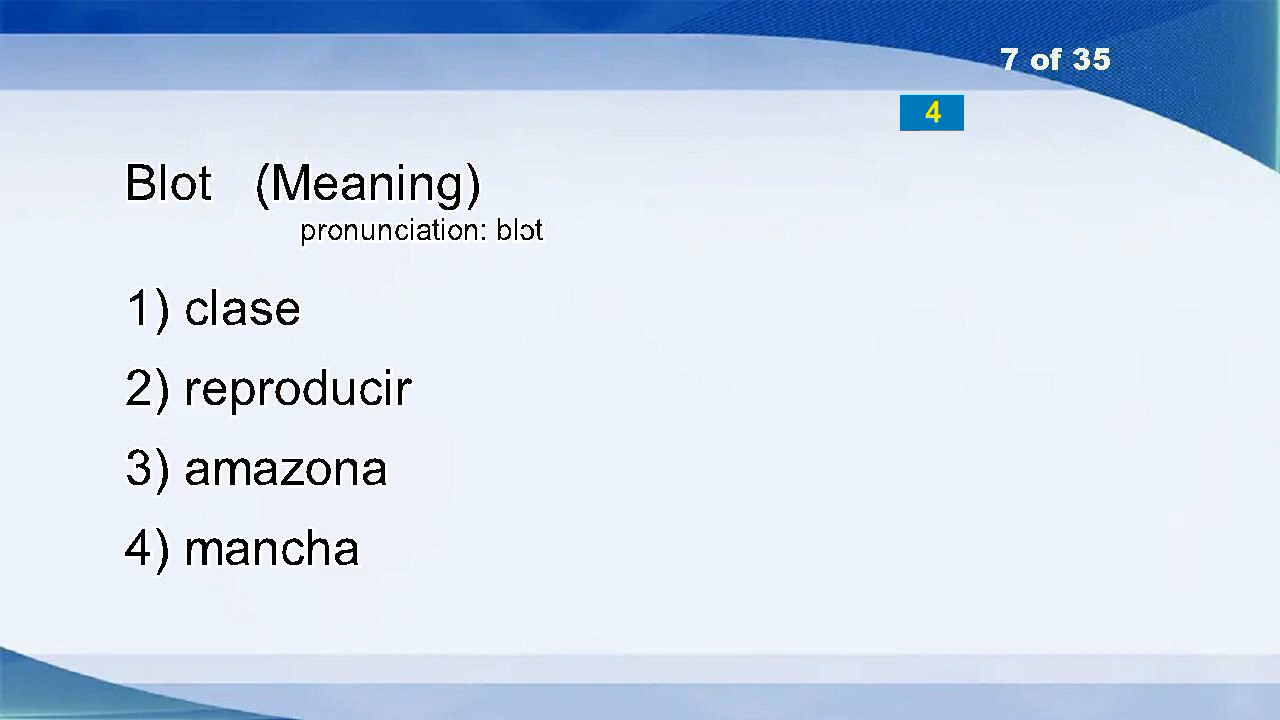 7 of 35
4
Blot (Meaning)
pronunciation: blɔt
1) clase
2) reproducir
3) amazona
4) mancha